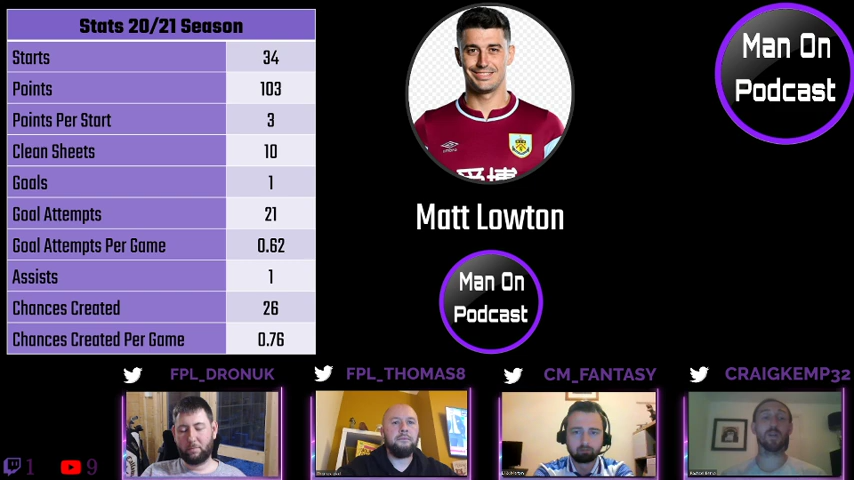 Stats 20/21 Season
Starts 34
Points 103
Points Per Start 3
Clean Sheets 10
Goals 1
Goal Attempts 21
Goal Attempts Per Game 0.62
Assists 1
Chances Created 26
Chances Created Per Game 0.76
Matt Lowton
Man On
Podcast
Man On
Podcast
FPL_DRONUK
FPL_THOMAS8
CM_FANTASY
CRAIGKEMP32
1
9